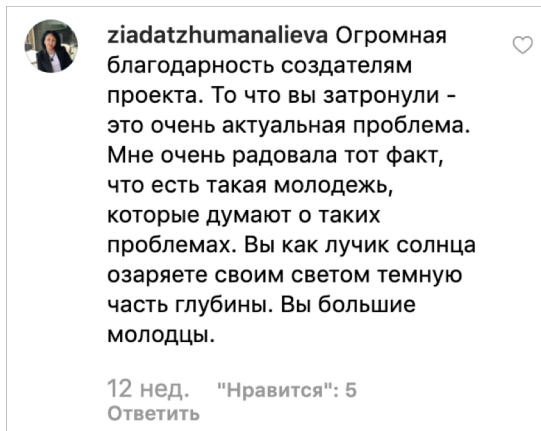 ziadatzhumanalieva Огромная
благодарность создателям
проекта. То что вы затронули -
это очень актуальная проблема.
Мне очень радовала тот факт,
что есть такая молодежь,
которые думают о таких
проблемах. Вы как лучик солнца
озаряете своим светом темную
часть глубины. Вы большие
молодцы.
12 нед. "Нравится": 5
Ответить